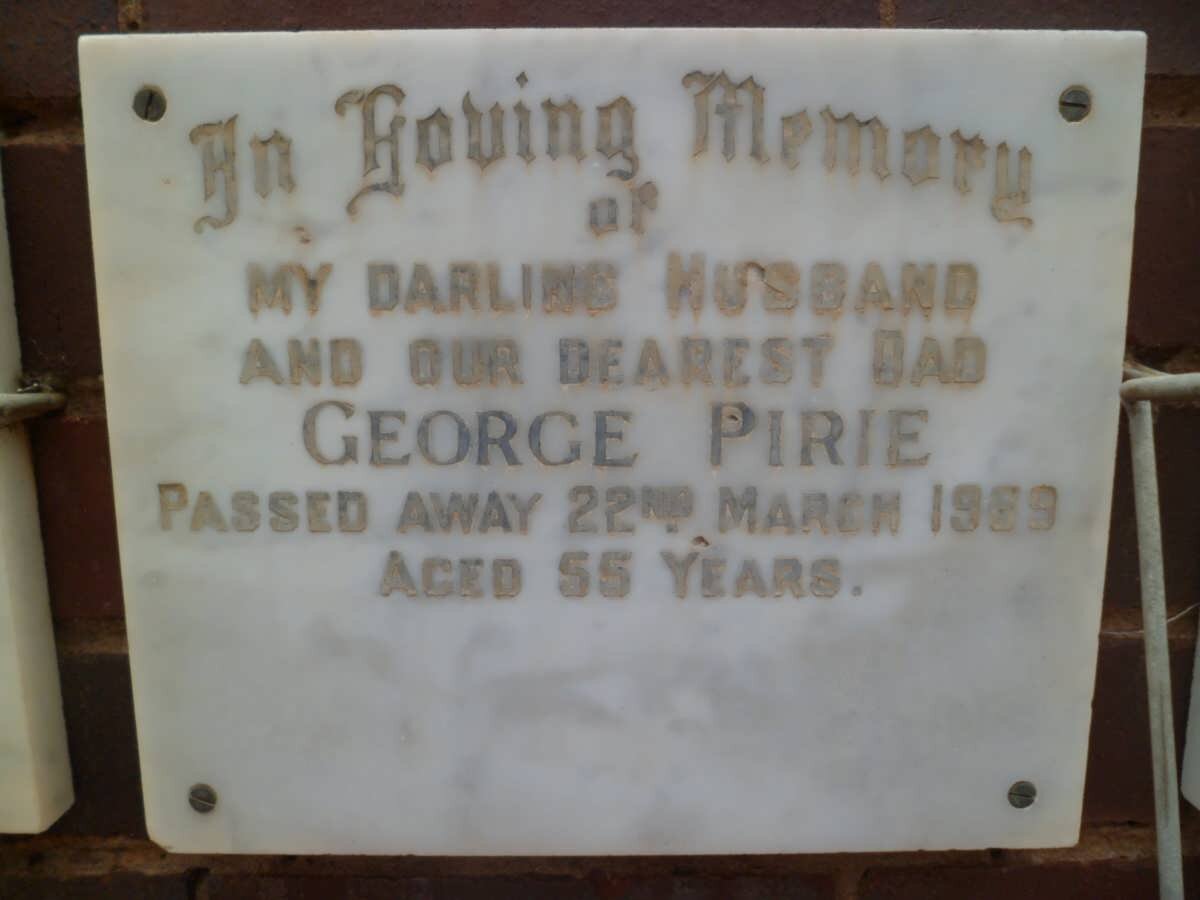 In Loving Memory
of
MY DARLING HUSBAND
AND OUR DEAREST DAD
GEORGE PIRIE
PASSED AWAY 22ND MARCH 1989
AGED 55 YEARS.